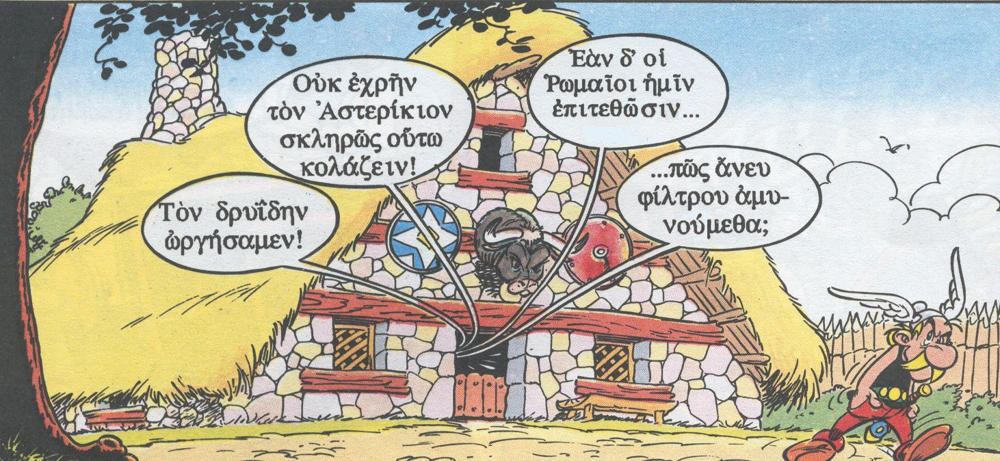 Τὸν δρυΐδην
ὠργήσαμεν!
Οὐκ ἐχρῆν
τὸν Ἀστερίκιον
σκληρῶς οὕτω
κολάζειν!
Ἐὰν δ' οἱ
Ῥωμαῖοι ἡμῖν
ἐπιτεθῶσιν...
...πῶς ἄνευ
φίλτρου ἀμυ-
νούμεθα;